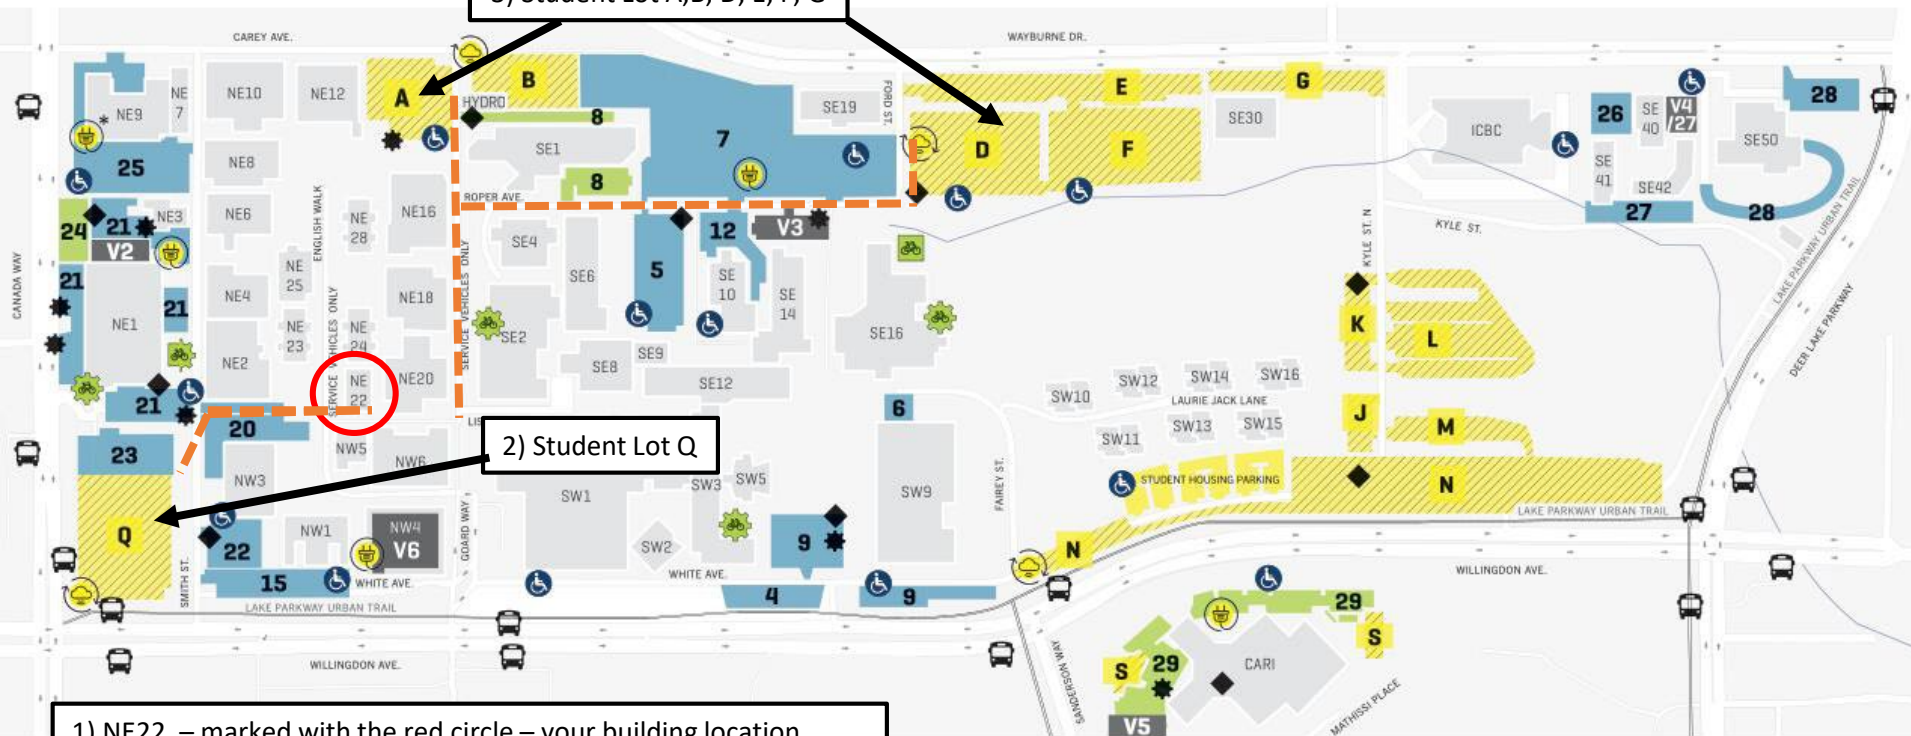 3) Student Lot A,B, D, E, F, G
CAREY AVE.
WAYBURNE DR.
NE9
*
NE
7
NE10
NE12
A
B
HYDRO
8
7
SE19
FORD ST.
E
G
SE30
D
F
ICBC
26
SE
40
V4
/27
SE50
28
SE
41
SE42
27
28
25
NE8
SE1
8
ROPER AVE.
24
21
NE3
V2
NE6
ENGLISH WALK
NE
28
NE16
SE4
5
12
V3
KYLE ST. N
KYLE ST.
LAKE PARKWAY URBAN TRAIL
DEER LAKE PARKWAY
CANADA WAY
21
NE1
21
NE4
NE
25
NE18
SERVICE VEHICLES ONLY
SERVICE VEHICLES ONLY
SE6
SE
10
SE
14
SE16
K
L
NE2
NE
23
NE
24
NE
22
NE20
SE2
SE8
SE9
SE12
SW10
SW12
SW14
SW16
LAURIE JACK LANE
SW11
SW13
SW15
J
M
21
20
6
LIS
2) Student Lot Q
23
NW3
NW5
NW6
SW1
SW3
SW5
SW9
FAIREY ST.
STUDENT HOUSING PARKING
N
LAKE PARKWAY URBAN TRAIL
Q
22
NW1
NW4
V6
GOARD WAY
SW2
9
N
SMITH ST.
15
WHITE AVE.
WHITE AVE.
4
9
WILLINGDON AVE.
LAKE PARKWAY URBAN TRAIL
WILLINGDON AVE.
SANDERSON WAY
29
S
S
29
CARI
V5
MATHISSI PLACE
1) NE22 – marked with the red circle – your building location